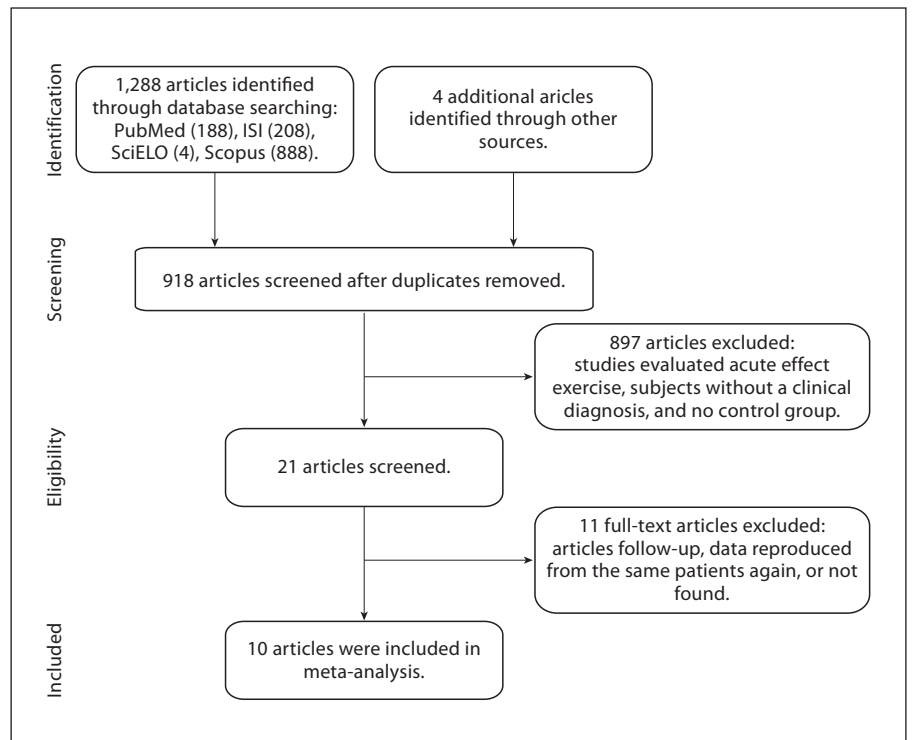 Identification
1,288 articles identified
through database searching:
PubMed (188), ISI (208),
SciELO (4), Scopus (888).
4 additional aricles
identified through other
sources.
Screening
918 articles screened after duplicates removed.
897 articles excluded:
studies evaluated acute effect
exercise, subjects without a clinical
diagnosis, and no control group.
Eligibility
21 articles screened.
11 full-text articles excluded:
articles follow-up, data reproduced
from the same patients again, or not
found.
Included
10 articles were included in
meta-analysis.